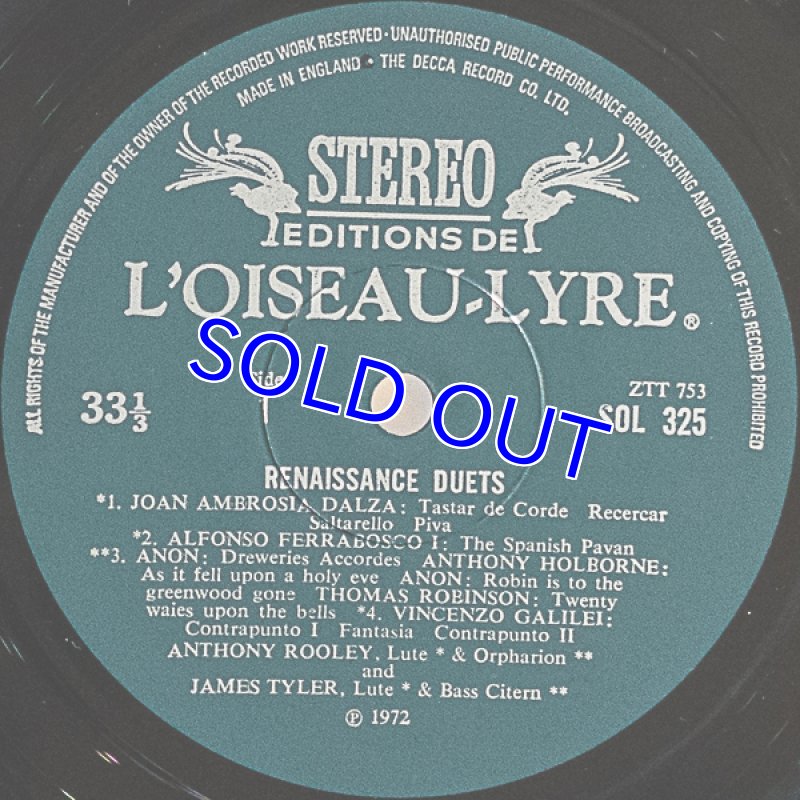 ALL RIGHTS OF THE MANUFACTURER AND OF THE OWNER OF THE RECORDED WORK RESERVED · UNAUTHORISED PUBLIC PERFORMANCE BROADCASTING AND COPYING OF THIS RECORD PROHIBITED
MADE IN ENGLAND · THE DECCA RECORD CO. LTD.
STEREO
EDITIONS DE
L'OISEAU-LYRE ®
Side
SOLD OUT
33 1/3
ZTT 753
SOL 325
RENAISSANCE DUETS
*1. JOAN AMBROSIA DALZA: Tastar de Corde Recercar
Saltarello Piva
*2. ALFONSO FERRABOSCO I: The Spanish Pavan
**3. ANON: Dreweries Accordes ANTHONY HOLBORNE:
As it fell upon a holy eve ANON: Robin is to the
greenwood gone THOMAS ROBINSON: Twenty
waies upon the bells *4. VINCENZO GALILEI:
Contrapunto I Fantasia Contrapunto II
ANTHONY ROOLEY, Lute * & Orpharion **
and
JAMES TYLER, Lute * & Bass Citern **
℗ 1972